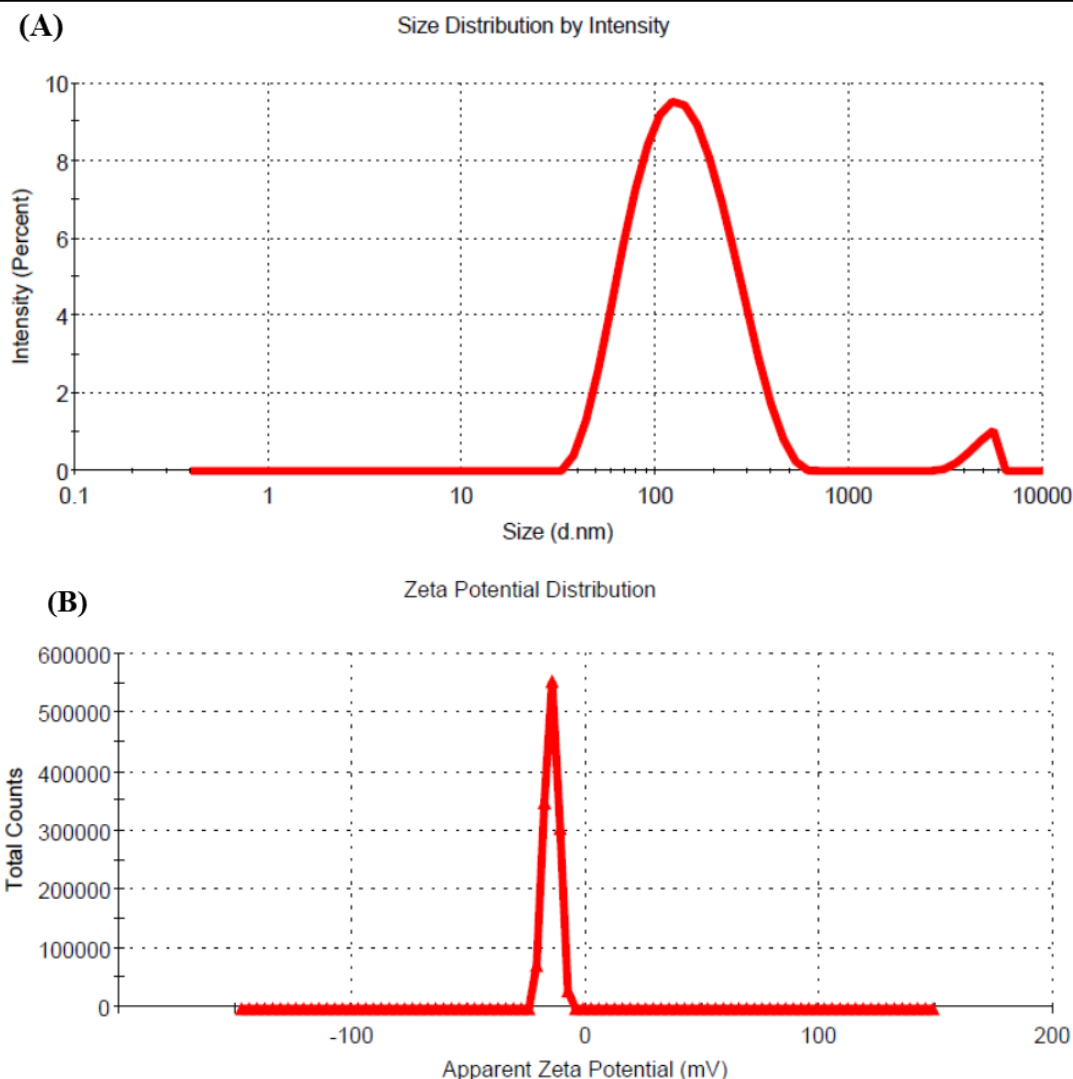 (A)
Size Distribution by Intensity
10
8
6
4
2
0
Intensity (Percent)
0.1 1 10 100 1000 10000
Size (d.nm)
(B)
Zeta Potential Distribution
600000
500000
400000
300000
200000
100000
0
Total Counts
-100 0 100 200
Apparent Zeta Potential (mV)